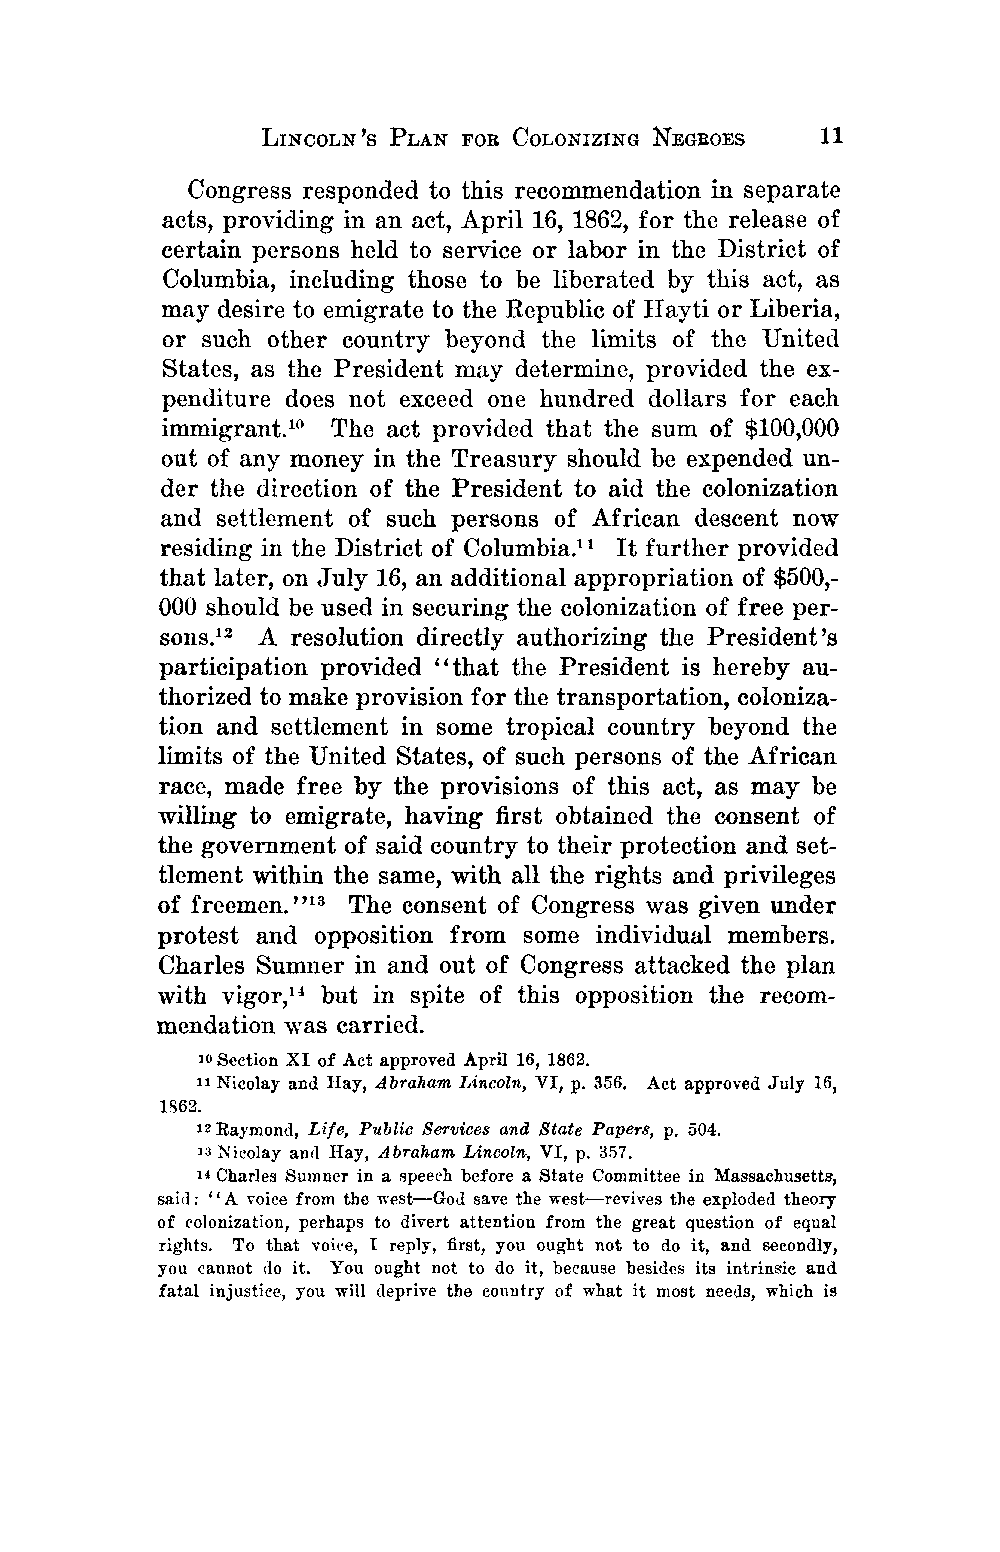 Lincoln's Plan for Colonizing Negroes 11
Congress responded to this recommendation in separate
acts, providing in an act, April 16, 1862, for the release of
certain persons held to service or labor in the District of
Columbia, including those to be liberated by this act, as
may desire to emigrate to the Republic of Hayti or Liberia,
or such other country beyond the limits of the United
States, as the President may determine, provided the ex-
penditure does not exceed one hundred dollars for each
immigrant.¹⁰ The act provided that the sum of $100,000
out of any money in the Treasury should be expended un-
der the direction of the President to aid the colonization
and settlement of such persons of African descent now
residing in the District of Columbia.¹¹ It further provided
that later, on July 16, an additional appropriation of $500,-
000 should be used in securing the colonization of free per-
sons.¹² A resolution directly authorizing the President's
participation provided "that the President is hereby au-
thorized to make provision for the transportation, coloniza-
tion and settlement in some tropical country beyond the
limits of the United States, of such persons of the African
race, made free by the provisions of this act, as may be
willing to emigrate, having first obtained the consent of
the government of said country to their protection and set-
tlement within the same, with all the rights and privileges
of freemen."¹³ The consent of Congress was given under
protest and opposition from some individual members.
Charles Sumner in and out of Congress attacked the plan
with vigor,¹⁴ but in spite of this opposition the recom-
mendation was carried.
¹⁰ Section XI of Act approved April 16, 1862.
¹¹ Nicolay and Hay, Abraham Lincoln, VI, p. 356. Act approved July 16,
1862.
¹² Raymond, Life, Public Services and State Papers, p. 504.
¹³ Nicolay and Hay, Abraham Lincoln, VI, p. 357.
¹⁴ Charles Sumner in a speech before a State Committee in Massachusetts,
said: "A voice from the west—God save the west—revives the exploded theory
of colonization, perhaps to divert attention from the great question of equal
rights. To that voice, I reply, first, you ought not to do it, and secondly,
you cannot do it. You ought not to do it, because besides its intrinsic and
fatal injustice, you will deprive the country of what it most needs, which is